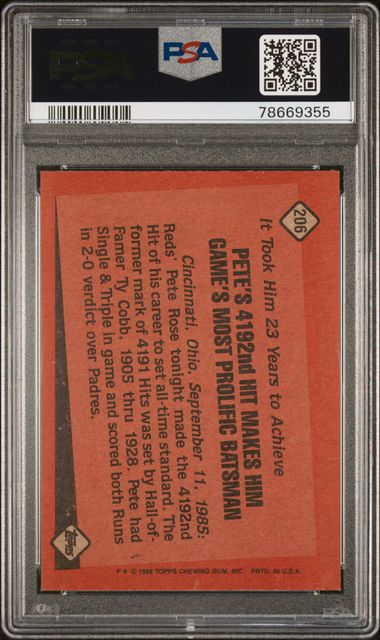 PSA
PSA
78669355
206
It Took Him 23 Years to Achieve
PETE'S 4192nd HIT MAKES HIM
GAME'S MOST PROLIFIC BATSMAN
Cincinnati, Ohio, September 11, 1985:
Reds' Pete Rose tonight made the 4192nd
Hit of his career to set all-time standard. The
former mark of 4191 Hits was set by Hall-of-
Famer Ty Cobb, 1905 thru 1928. Pete had
Single & Triple in game and scored both Runs
in 2-0 verdict over Padres.
topps
© 1986 TOPPS CHEWING GUM, INC. PRTD. IN U.S.A.